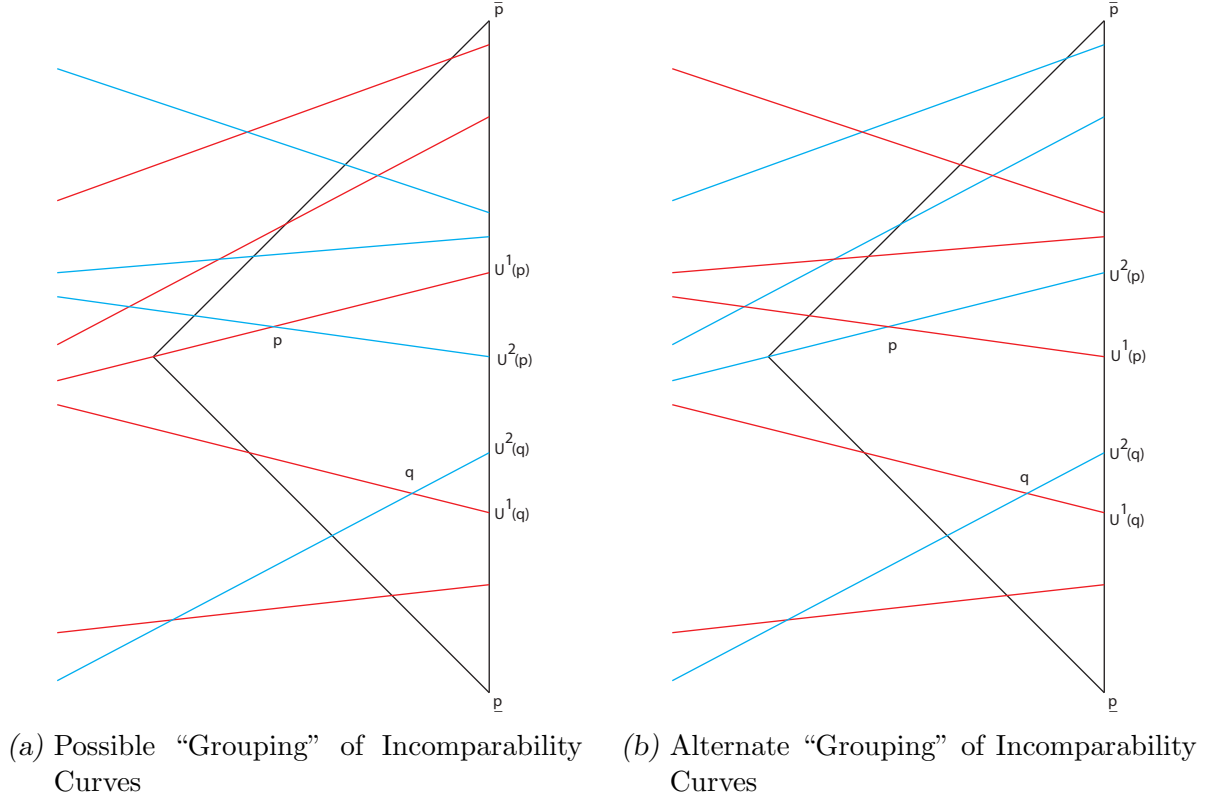 p̅ p̅
U¹(p)
U²(p)
p
U²(p)
p
U¹(p)
U²(q)
U²(q)
q
q
U¹(q)
U¹(q)
p̲ p̲
(a) Possible “Grouping” of Incomparability Curves
(b) Alternate “Grouping” of Incomparability Curves